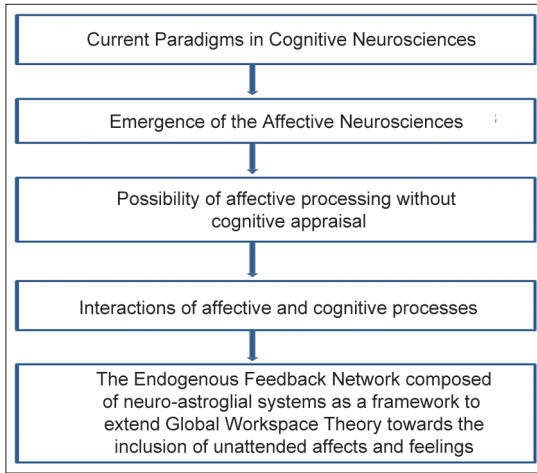 Current Paradigms in Cognitive Neurosciences
Emergence of the Affective Neurosciences
Possibility of affective processing without
cognitive appraisal
Interactions of affective and cognitive processes
The Endogenous Feedback Network composed
of neuro-astroglial systems as a framework to
extend Global Workspace Theory towards the
inclusion of unattended affects and feelings